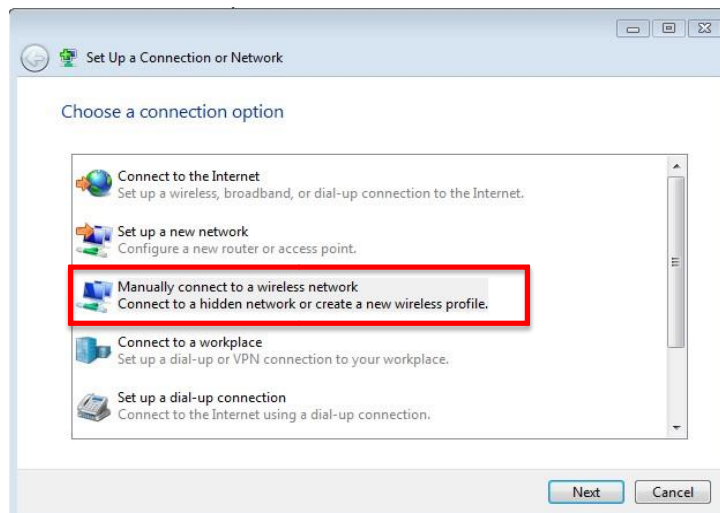 Set Up a Connection or Network
Choose a connection option
Connect to the Internet
Set up a wireless, broadband, or dial-up connection to the Internet.
Set up a new network
Configure a new router or access point.
Manually connect to a wireless network
Connect to a hidden network or create a new wireless profile.
Connect to a workplace
Set up a dial-up or VPN connection to your workplace.
Set up a dial-up connection
Connect to the Internet using a dial-up connection.
Next Cancel